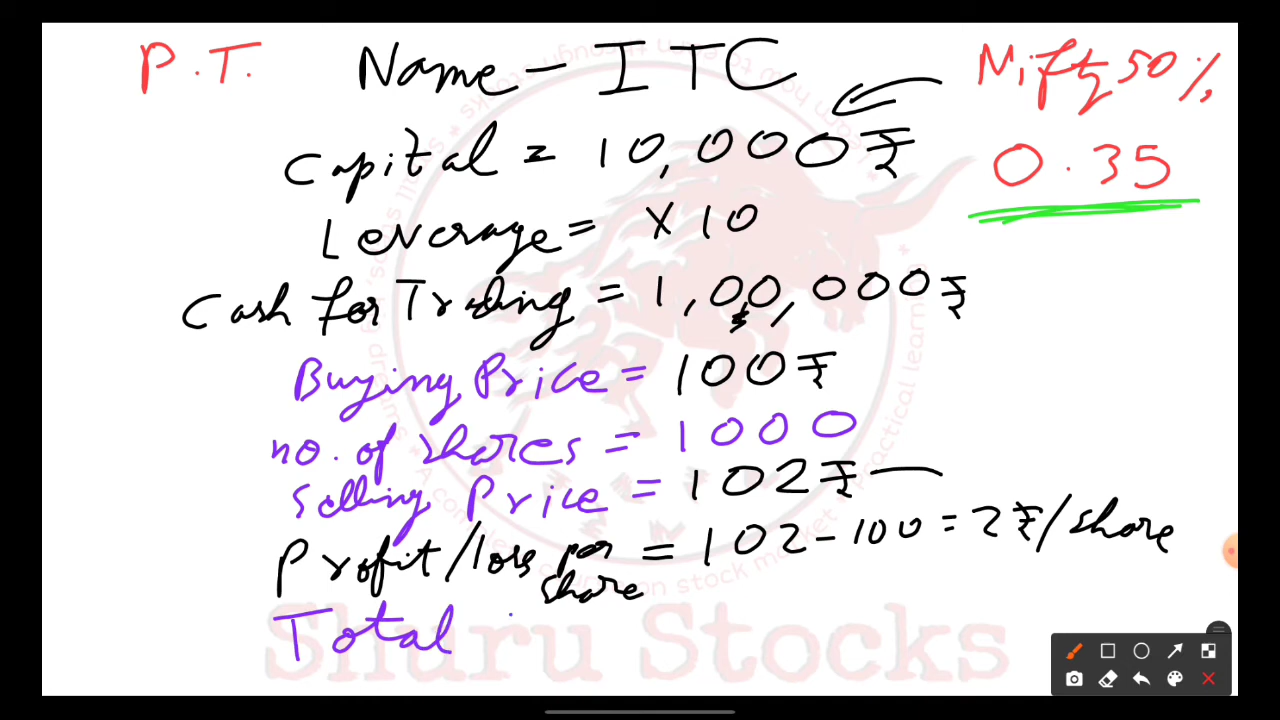 P.T.
Name - ITC
Nifty 50%
Capital = 10,000₹
0.35
Leverage = X10
Cash for Trading = 1,00,000₹
Buying Price = 100₹
no. of shares = 1000
Selling Price = 102₹
Profit/loss per share = 102-100 = 2₹/share
Total
Shuru Stocks